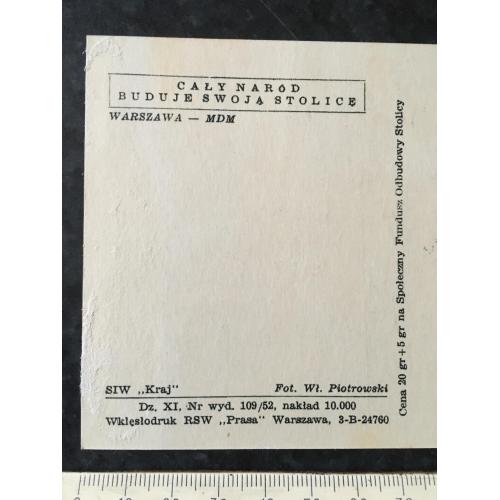 CAŁY NARÓD
BUDUJE SWOJĄ STOLICĘ
WARSZAWA — MDM
SIW „Kraj" Fot. Wł. Piotrowski
Dz. XI, Nr wyd. 109/52, nakład 10.000
Wklęsłodruk RSW „Prasa" Warszawa, 3-B-24760
Cena 20 gr + 5 gr na Społeczny Fundusz Odbudowy Stolicy